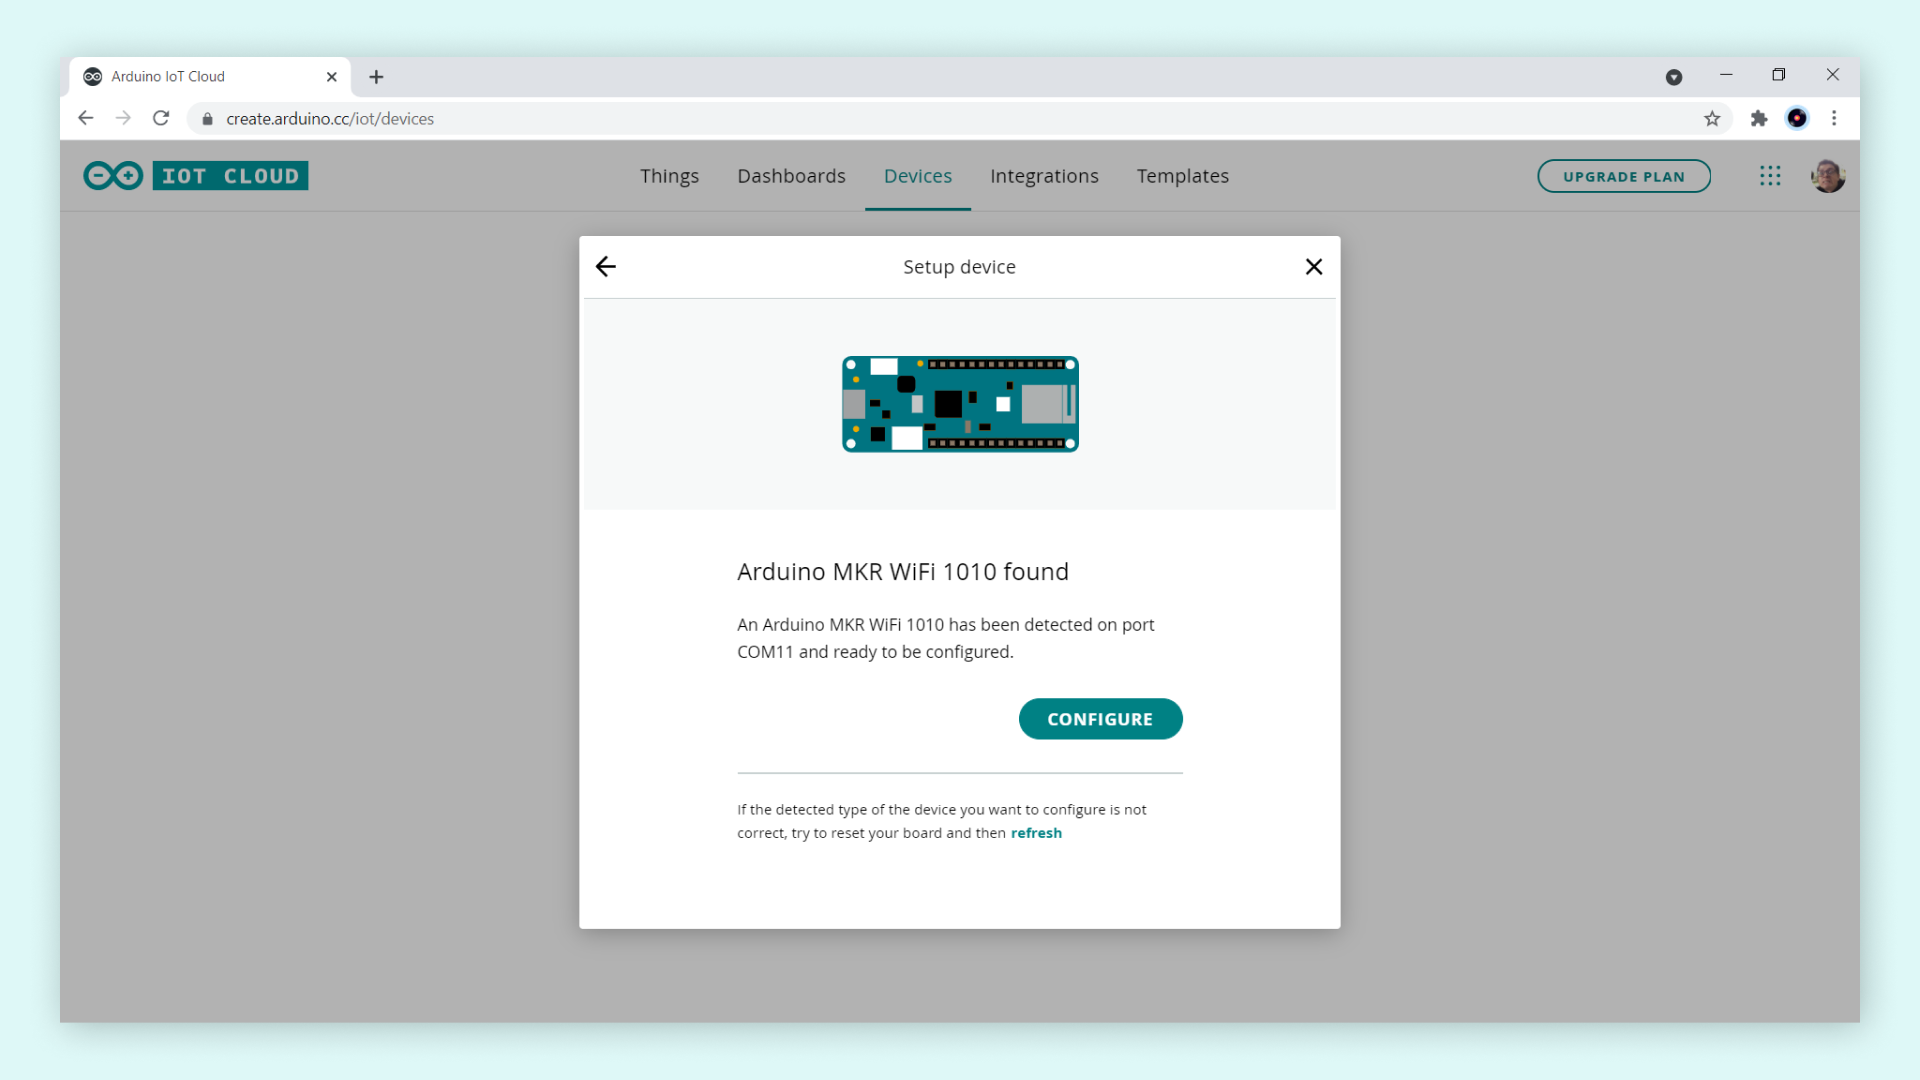 Arduino IoT Cloud
create.arduino.cc/iot/devices
IOT CLOUD
Things
Dashboards
Devices
Integrations
Templates
UPGRADE PLAN
Setup device
Arduino MKR WiFi 1010 found
An Arduino MKR WiFi 1010 has been detected on port
COM11 and ready to be configured.
CONFIGURE
If the detected type of the device you want to configure is not
correct, try to reset your board and then refresh